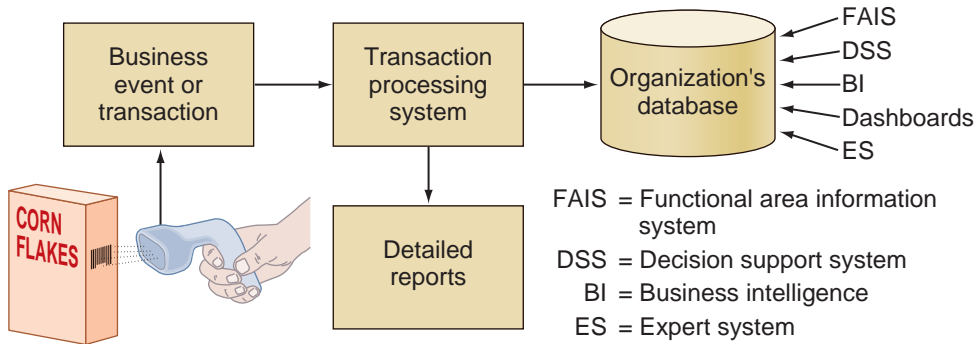 Business
event or
transaction
Transaction
processing
system
Organization's
database
FAIS
DSS
BI
Dashboards
ES
CORN
FLAKES
Detailed
reports
FAIS = Functional area information
system
DSS = Decision support system
BI = Business intelligence
ES = Expert system